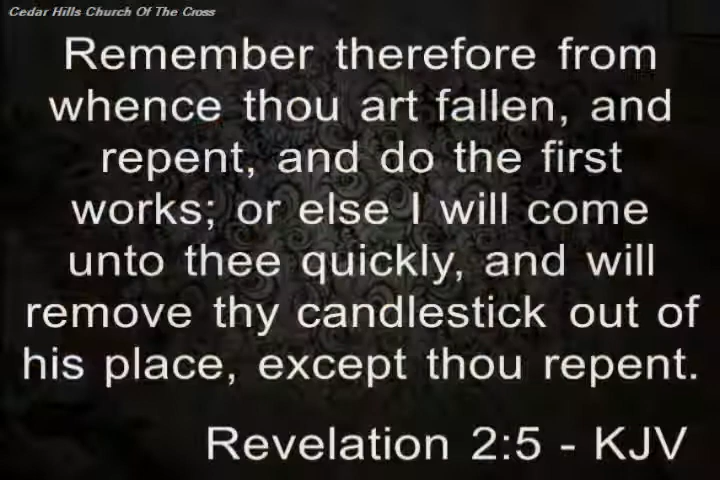 Cedar Hills Church Of The Cross
Remember therefore from
whence thou art fallen, and
repent, and do the first
works; or else I will come
unto thee quickly, and will
remove thy candlestick out of
his place, except thou repent.
Revelation 2:5 - KJV